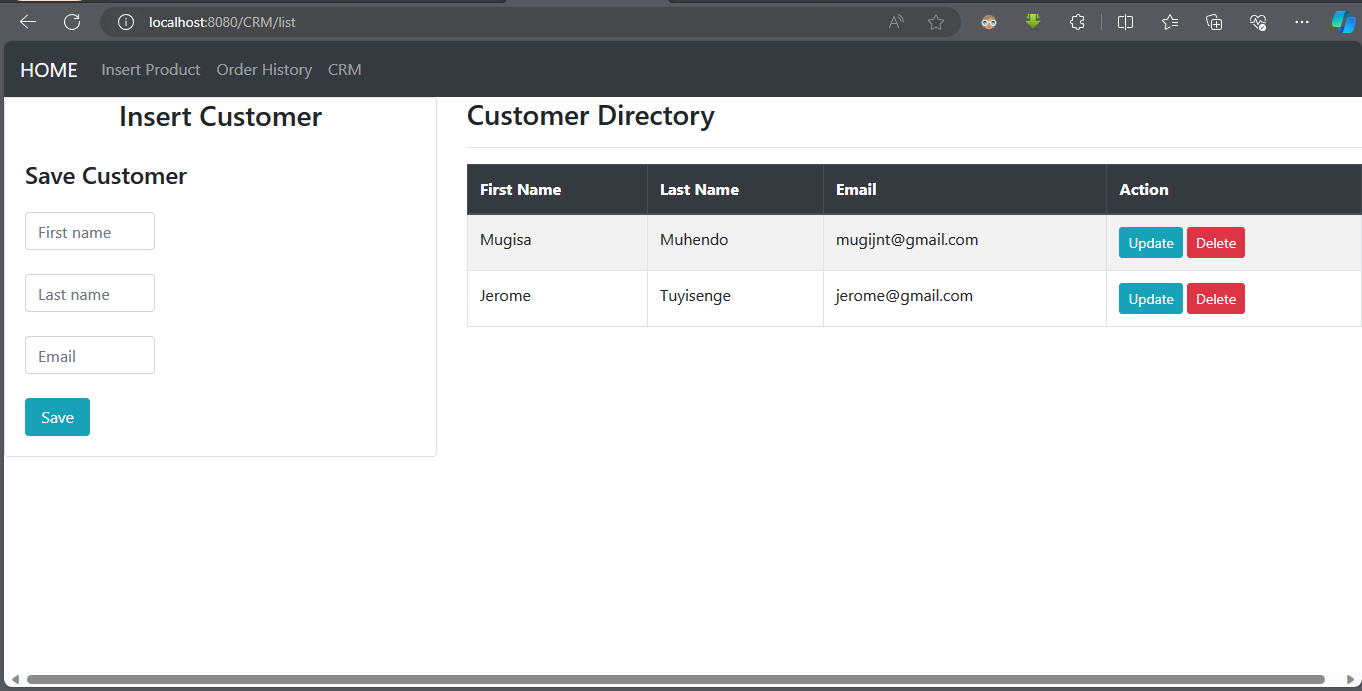 localhost:8080/CRM/list
HOME Insert Product Order History CRM
Insert Customer
Save Customer
First name
Last name
Email
Save
Customer Directory
First Name Last Name Email Action
Mugisa Muhendo mugijnt@gmail.com Update Delete
Jerome Tuyisenge jerome@gmail.com Update Delete